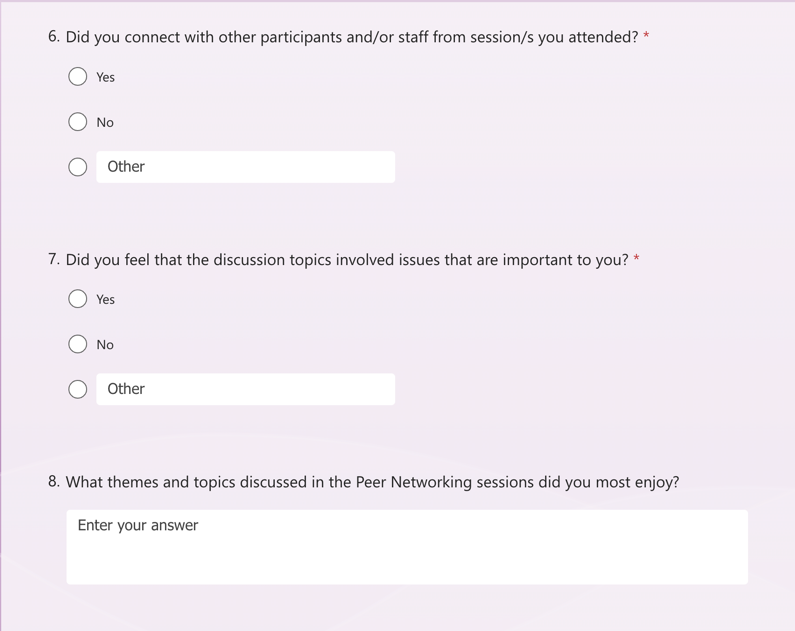 6. Did you connect with other participants and/or staff from session/s you attended? *
Yes
No
Other
7. Did you feel that the discussion topics involved issues that are important to you? *
Yes
No
Other
8. What themes and topics discussed in the Peer Networking sessions did you most enjoy?
Enter your answer